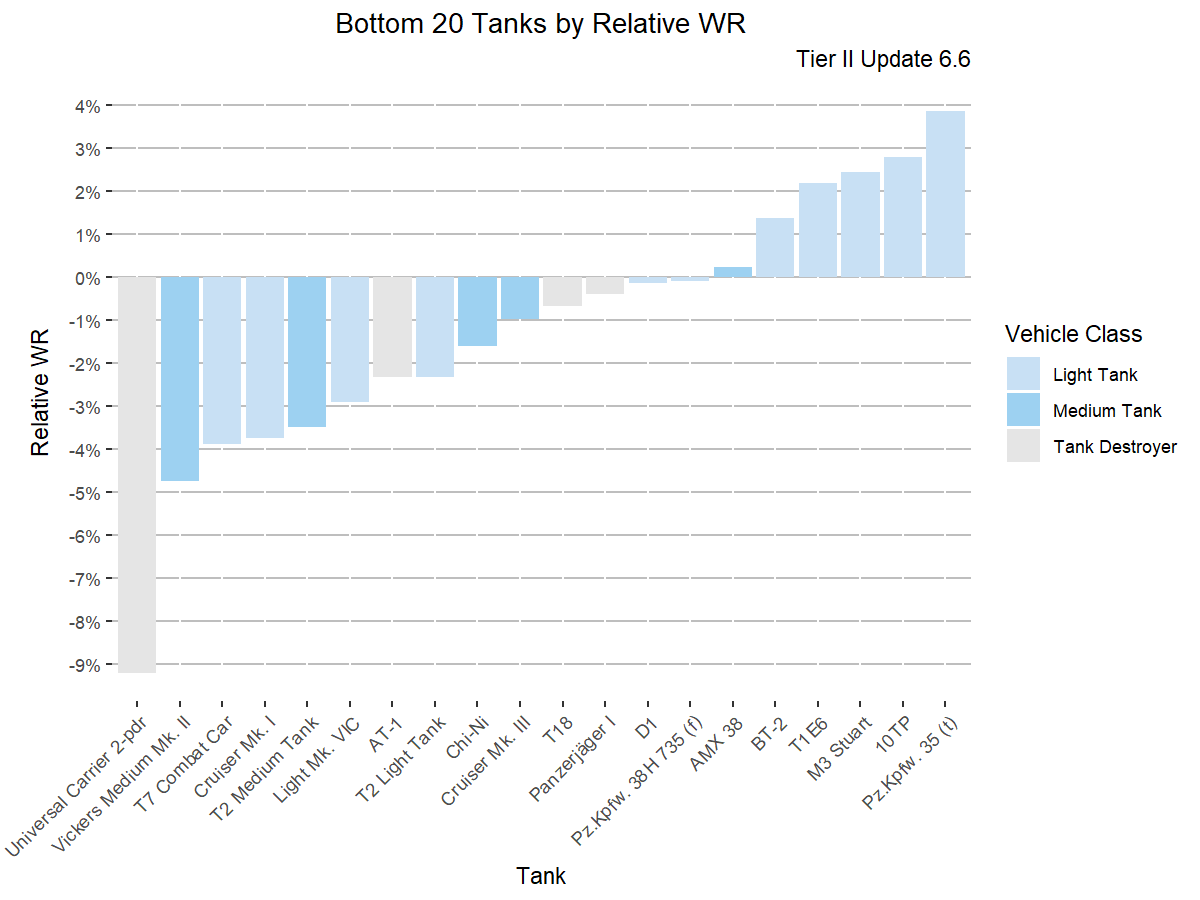 Bottom 20 Tanks by Relative WR
Tier II Update 6.6
4%
3%
2%
1%
0%
-1%
-2%
-3%
-4%
-5%
-6%
-7%
-8%
-9%
Relative WR
Universal Carrier 2-pdr
Vickers Medium Mk. II
T7 Combat Car
Cruiser Mk. I
T2 Medium Tank
Light Mk. VIC
AT-1
T2 Light Tank
Chi-Ni
Cruiser Mk. III
T18
Panzerjäger I
D1
Pz.Kpfw. 38H 735 (f)
AMX 38
BT-2
T1E6
M3 Stuart
10TP
Pz.Kpfw. 35 (t)
Tank
Vehicle Class
Light Tank
Medium Tank
Tank Destroyer